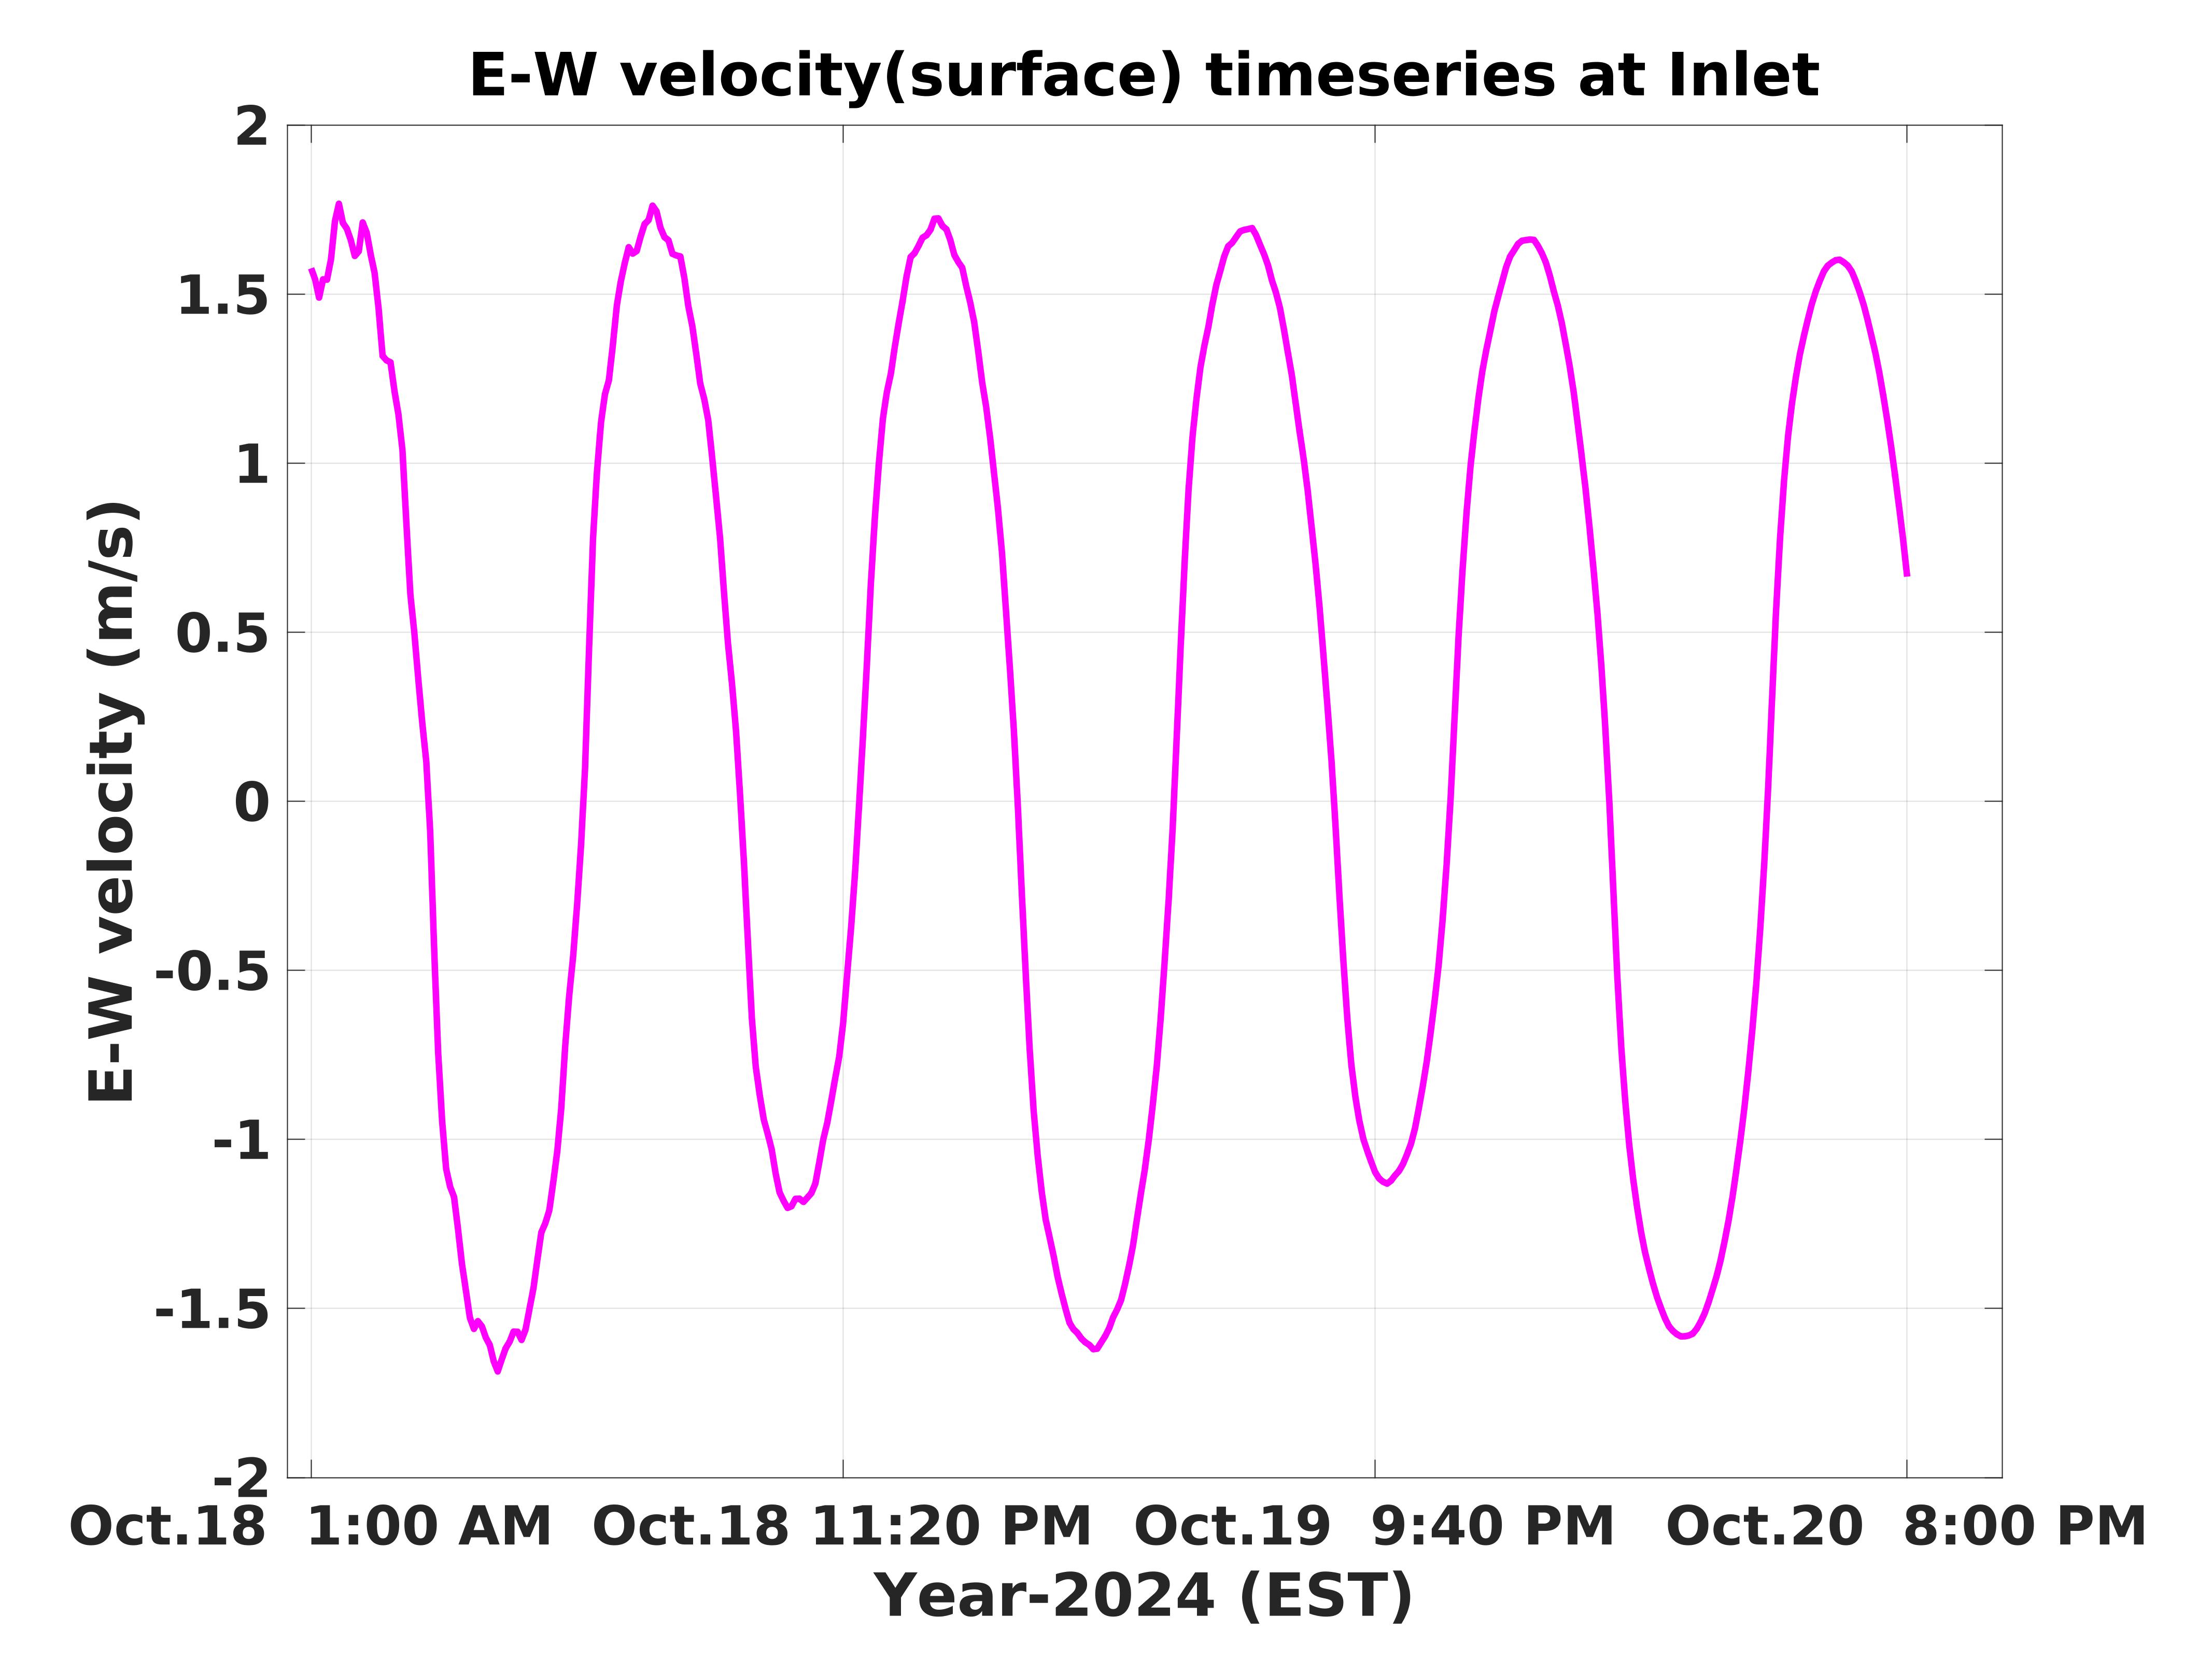 E-W velocity(surface) timeseries at Inlet
E-W velocity (m/s)
2
1.5
1
0.5
0
-0.5
-1
-1.5
-2
Oct.18 1:00 AM Oct.18 11:20 PM Oct.19 9:40 PM Oct.20 8:00 PM
Year-2024 (EST)